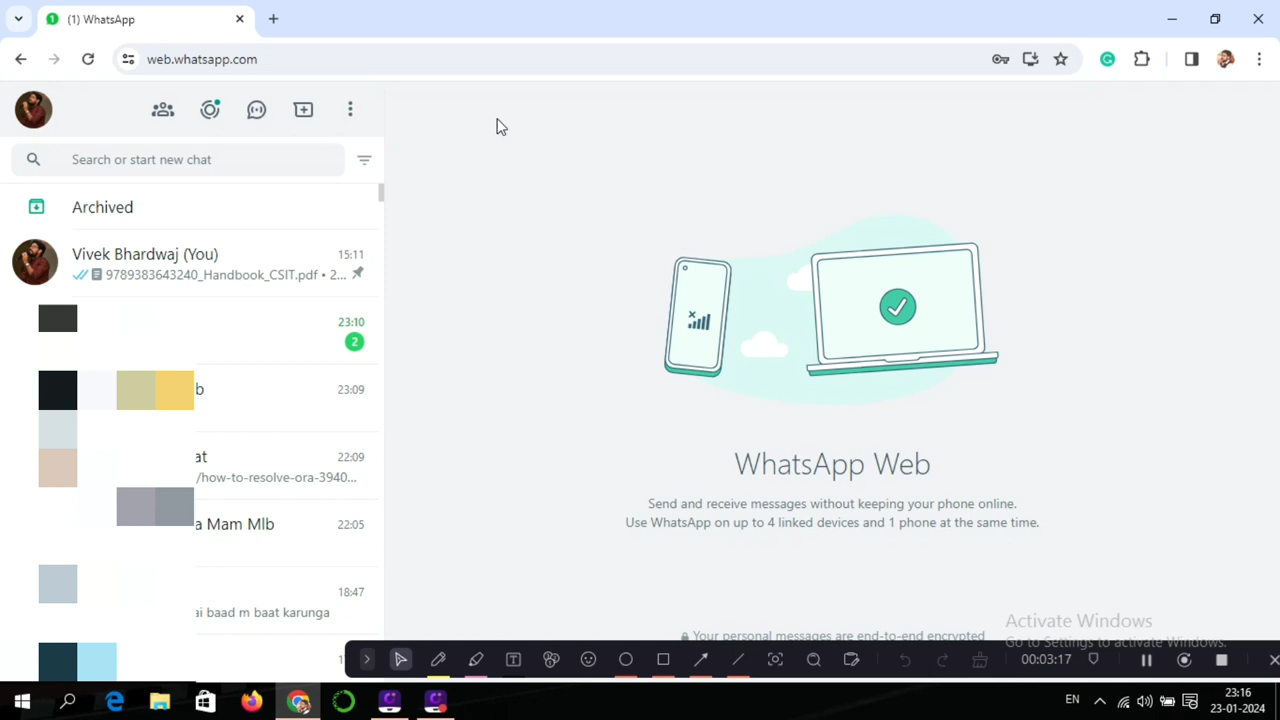 1
(1) WhatsApp
web.whatsapp.com
Search or start new chat
Archived
Vivek Bhardwaj (You)
15:11
9789383643240_Handbook_CSIT.pdf • 2...
23:10
2
b
23:09
at
22:09
/how-to-resolve-ora-3940...
a Mam Mlb
22:05
18:47
ai baad m baat karunga
WhatsApp Web
Send and receive messages without keeping your phone online.
Use WhatsApp on up to 4 linked devices and 1 phone at the same time.
Your personal messages are end-to-end encrypted
Activate Windows
Go to Settings to activate Windows.
00:03:17
EN
23:16
23-01-2024